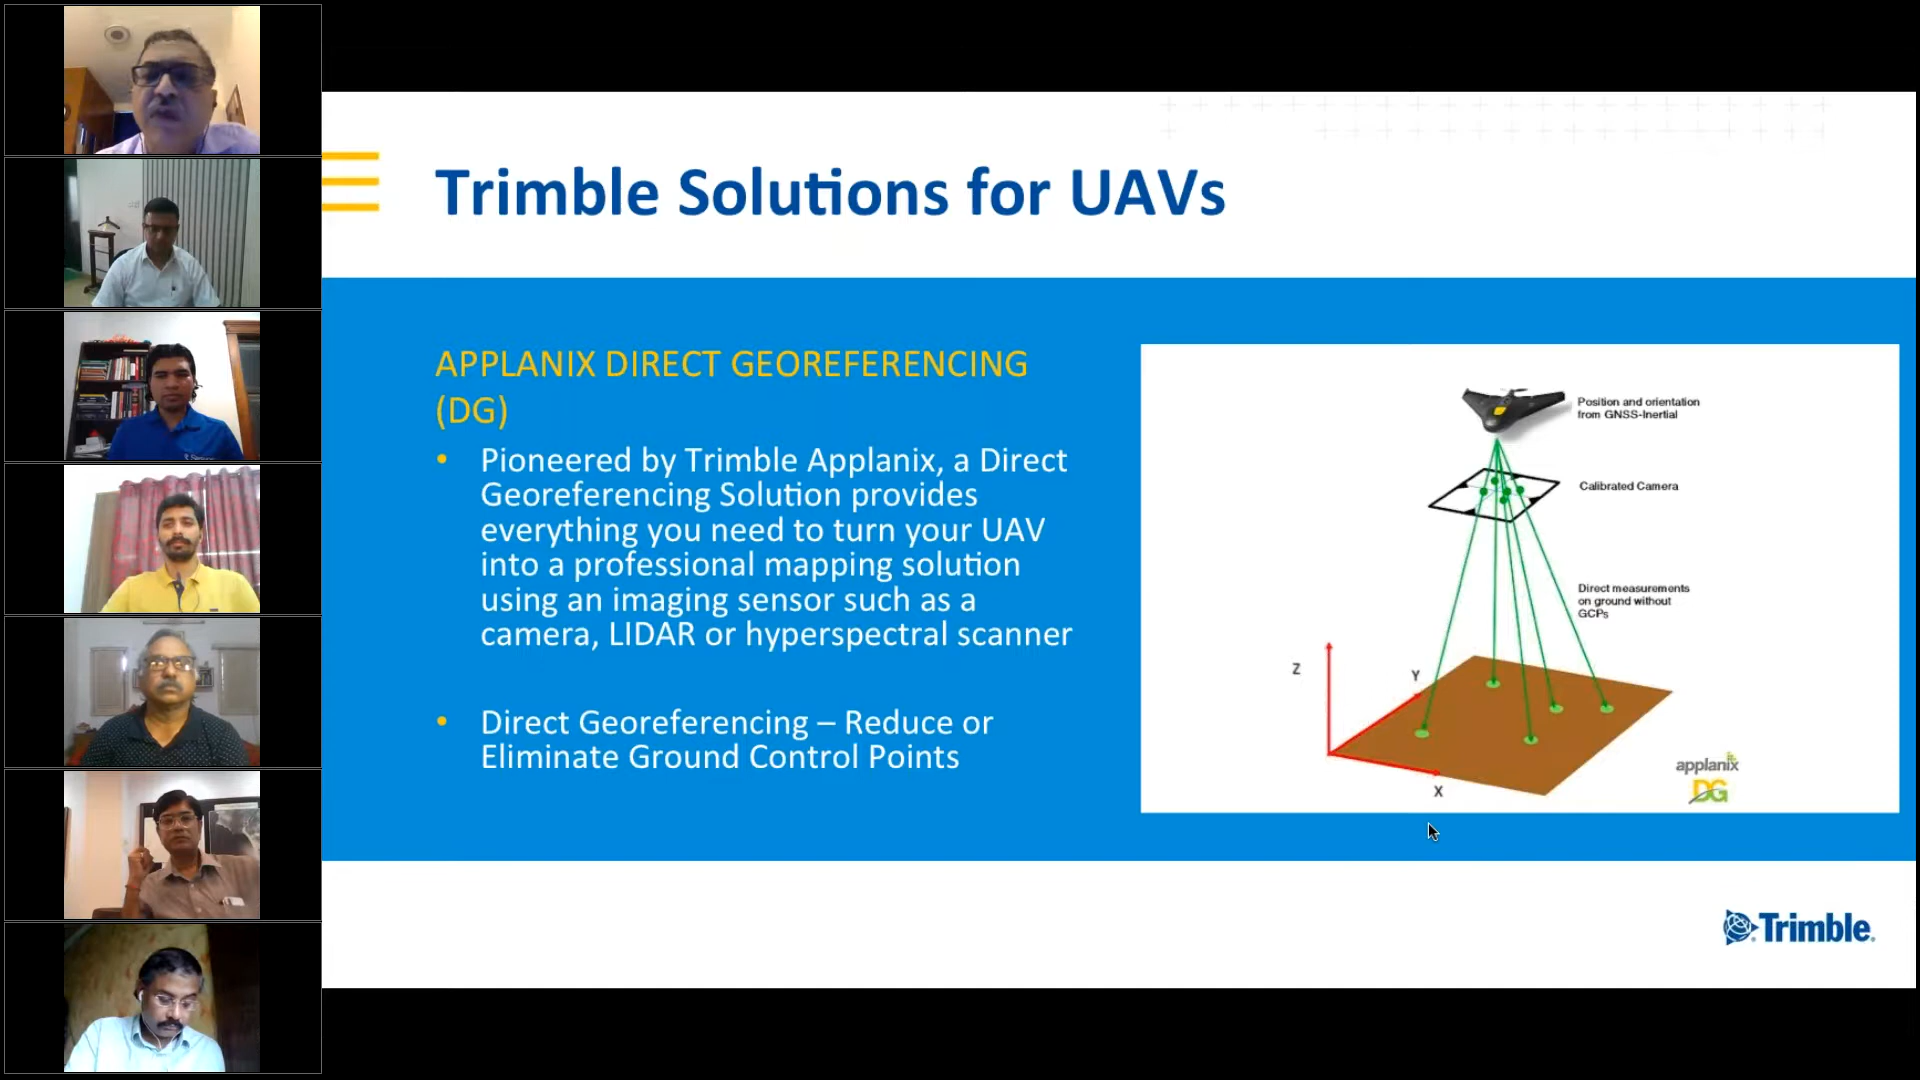 Trimble Solutions for UAVs
APPLANIX DIRECT GEOREFERENCING
(DG)
• Pioneered by Trimble Applanix, a Direct
Georeferencing Solution provides
everything you need to turn your UAV
into a professional mapping solution
using an imaging sensor such as a
camera, LIDAR or hyperspectral scanner
• Direct Georeferencing – Reduce or
Eliminate Ground Control Points
Position and orientation
from GNSS-Inertial
Calibrated Camera
Direct measurements
on ground without
GCPs
Z
Y
X
applanix
DG
Trimble